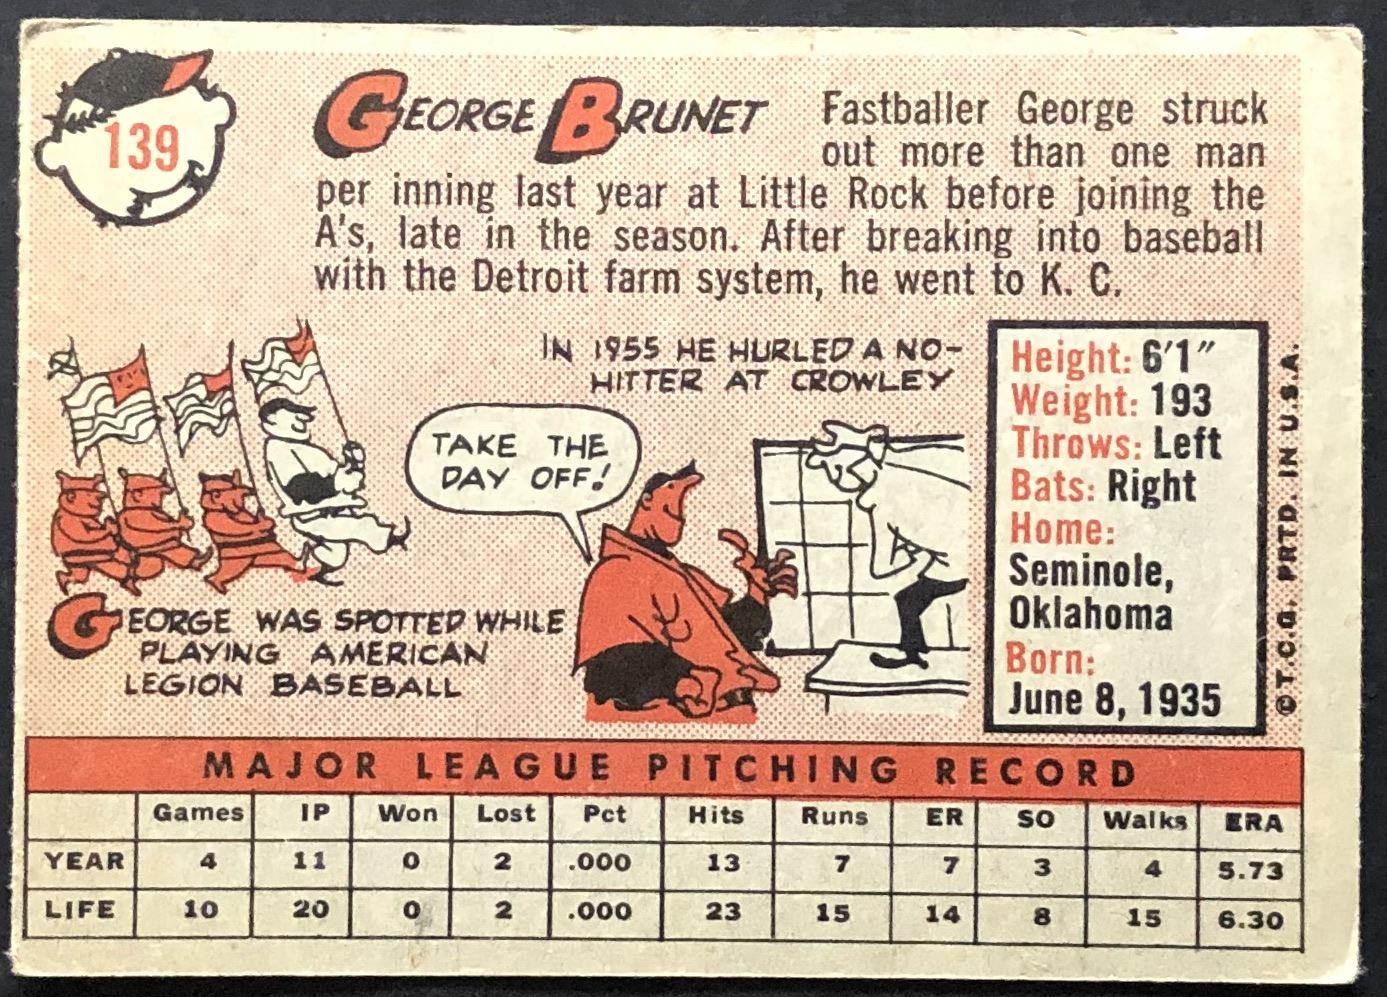 139
GEORGE BRUNET Fastballer George struck
out more than one man
per inning last year at Little Rock before joining the
A's, late in the season. After breaking into baseball
with the Detroit farm system, he went to K. C.
IN 1955 HE HURLED A NO-
HITTER AT CROWLEY
TAKE THE
DAY OFF!
GEORGE WAS SPOTTED WHILE
PLAYING AMERICAN
LEGION BASEBALL
Height: 6'1"
Weight: 193
Throws: Left
Bats: Right
Home:
Seminole,
Oklahoma
Born:
June 8, 1935
©T.C.G. PRTD. IN U.S.A.
MAJOR LEAGUE PITCHING RECORD
Games IP Won Lost Pct Hits Runs ER SO Walks ERA
YEAR 4 11 0 2 .000 13 7 7 3 4 5.73
LIFE 10 20 0 2 .000 23 15 14 8 15 6.30